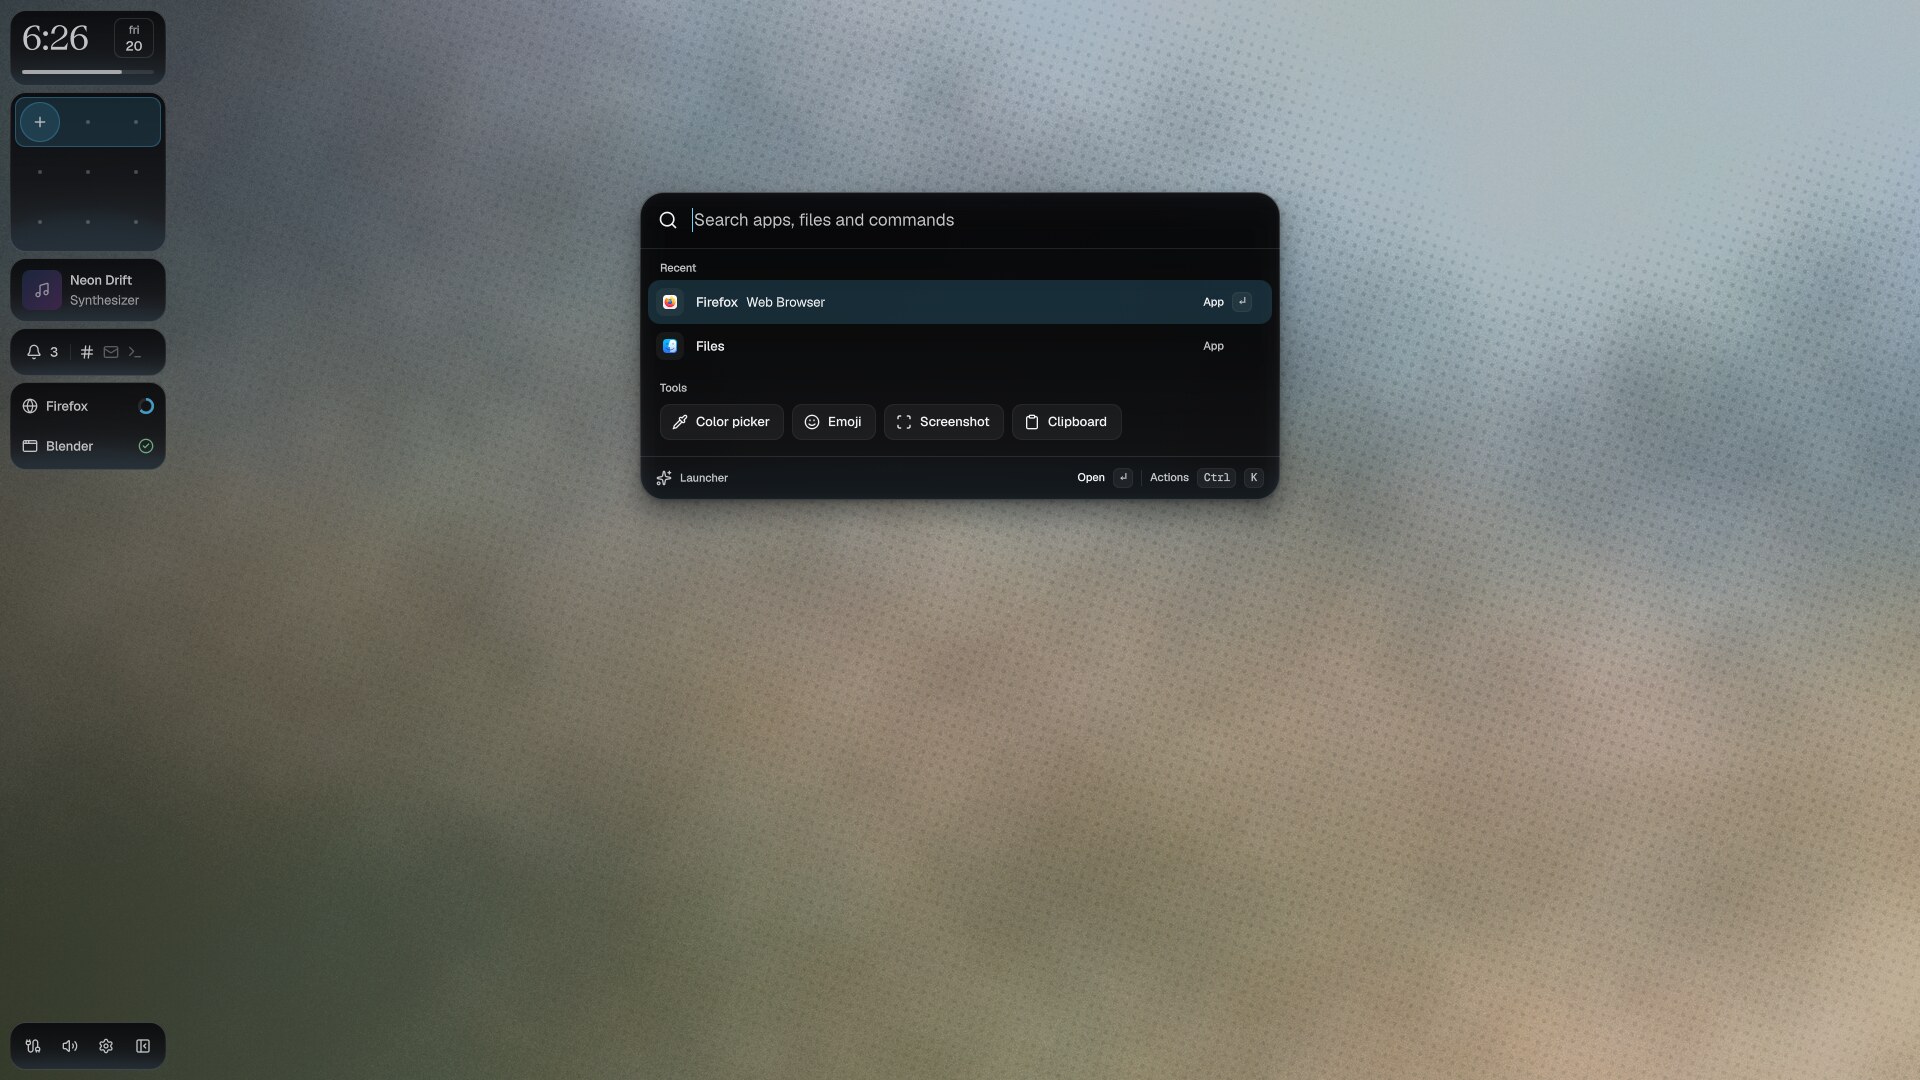 6:26
fri
20
Neon Drift
Synthesizer
3
Firefox
Blender
Search apps, files and commands
Recent
Firefox Web Browser App
Files App
Tools
Color picker Emoji Screenshot Clipboard
Launcher Open Actions Ctrl K